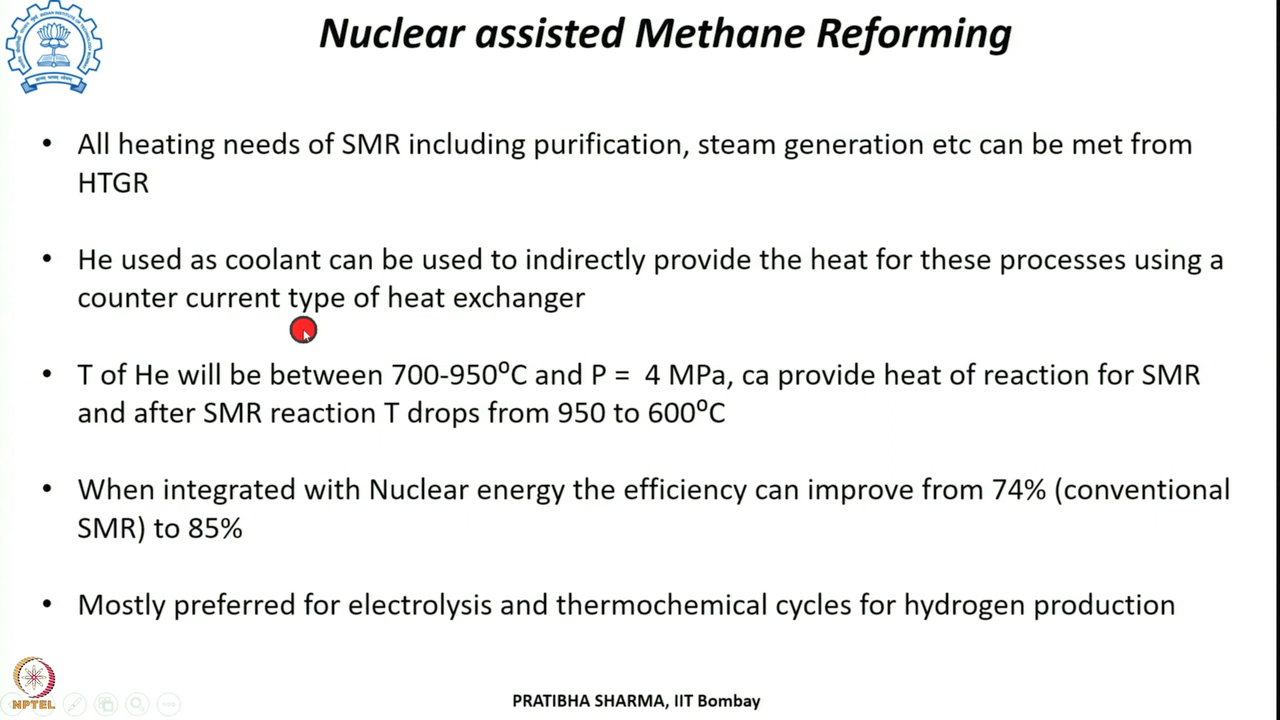 Nuclear assisted Methane Reforming
• All heating needs of SMR including purification, steam generation etc can be met from
HTGR
• He used as coolant can be used to indirectly provide the heat for these processes using a
counter current type of heat exchanger
• T of He will be between 700-950⁰C and P = 4 MPa, ca provide heat of reaction for SMR
and after SMR reaction T drops from 950 to 600⁰C
• When integrated with Nuclear energy the efficiency can improve from 74% (conventional
SMR) to 85%
• Mostly preferred for electrolysis and thermochemical cycles for hydrogen production
NPTEL
PRATIBHA SHARMA, IIT Bombay